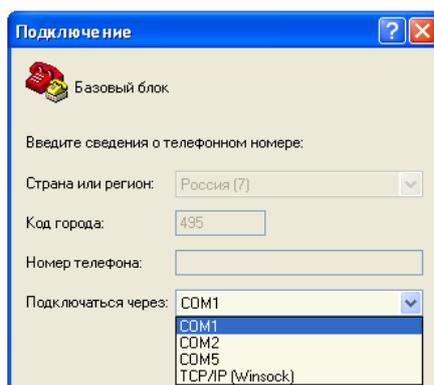 Подключение
Базовый блок
Введите сведения о телефонном номере:
Страна или регион: Россия (7)
Код города: 495
Номер телефона:
Подключаться через: COM1
COM1
COM2
COM5
TCP/IP (Winsock)